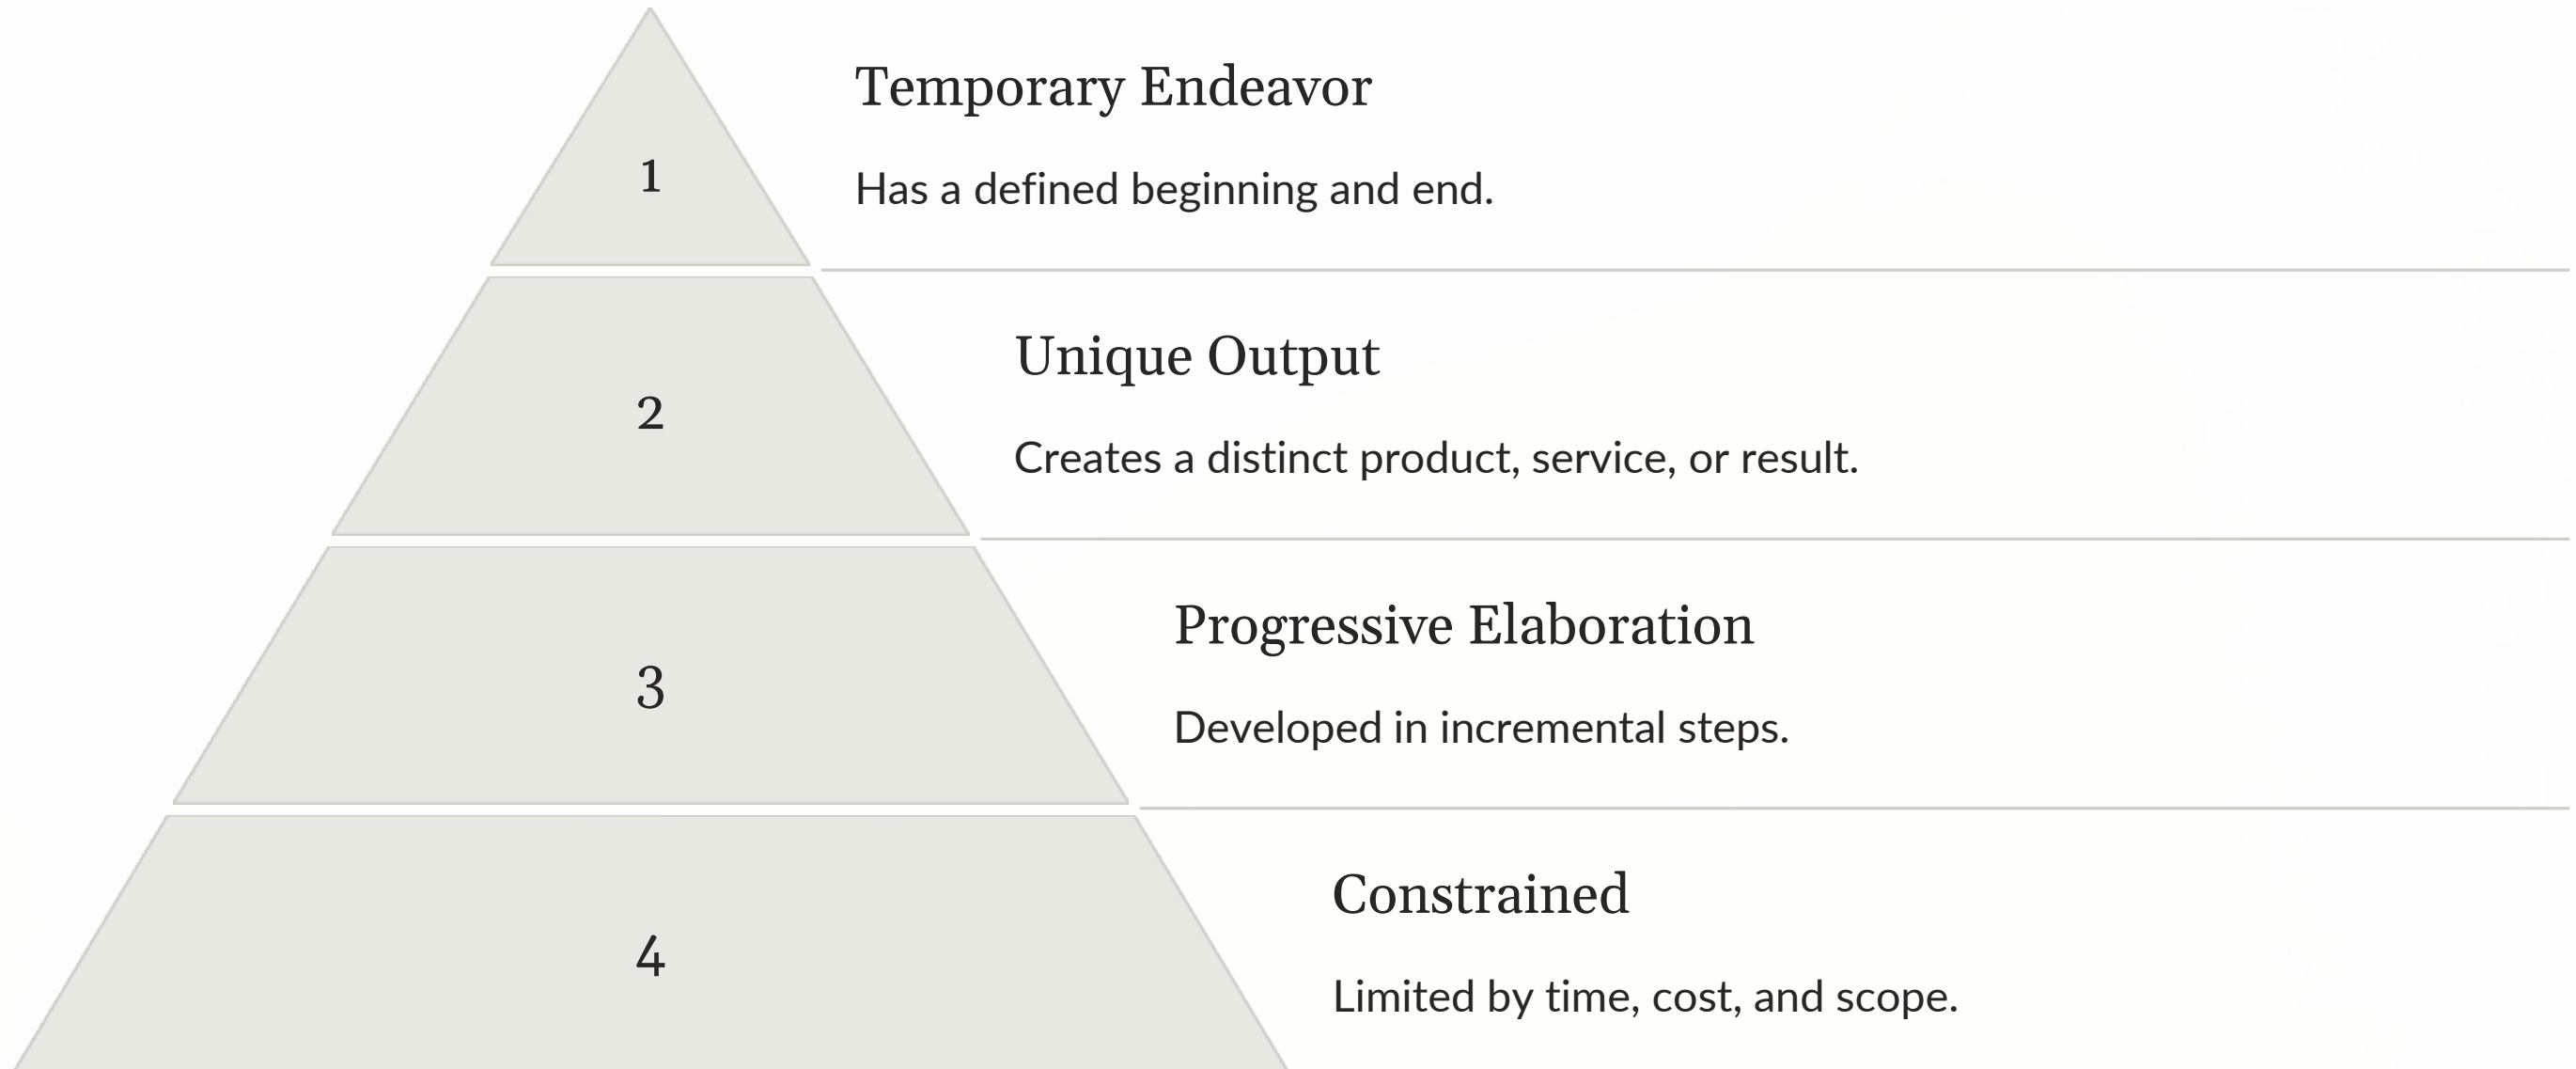 1
Temporary Endeavor
Has a defined beginning and end.
2
Unique Output
Creates a distinct product, service, or result.
3
Progressive Elaboration
Developed in incremental steps.
4
Constrained
Limited by time, cost, and scope.